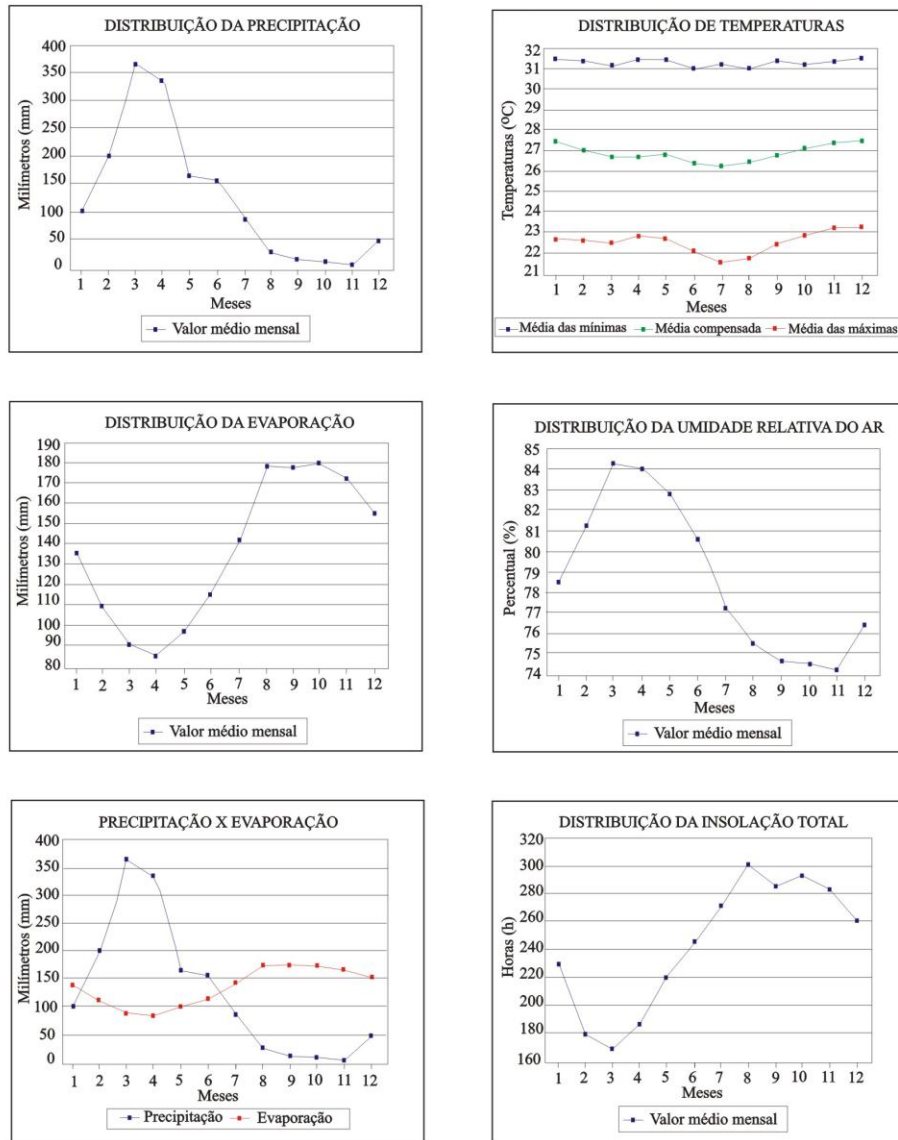 DISTRIBUIÇÃO DA PRECIPITAÇÃO
Milímetros (mm)
400
350
300
250
200
150
100
50
0
1 2 3 4 5 6 7 8 9 10 11 12
Meses
Valor médio mensal
DISTRIBUIÇÃO DE TEMPERATURAS
Temperaturas (ºC)
32
31
30
29
28
27
26
25
24
23
22
21
1 2 3 4 5 6 7 8 9 10 11 12
Meses
Média das mínimas Média compensada Média das máximas
DISTRIBUIÇÃO DA EVAPORAÇÃO
Milímetros (mm)
190
180
170
160
150
140
130
120
110
100
90
80
1 2 3 4 5 6 7 8 9 10 11 12
Meses
Valor médio mensal
DISTRIBUIÇÃO DA UMIDADE RELATIVA DO AR
Percentual (%)
85
84
83
82
81
80
79
78
77
76
75
74
1 2 3 4 5 6 7 8 9 10 11 12
Meses
Valor médio mensal
PRECIPITAÇÃO X EVAPORAÇÃO
Milímetros (mm)
400
350
300
250
200
150
100
50
0
1 2 3 4 5 6 7 8 9 10 11 12
Meses
Precipitação Evaporação
DISTRIBUIÇÃO DA INSOLAÇÃO TOTAL
Horas (h)
320
300
280
260
240
220
200
180
160
1 2 3 4 5 6 7 8 9 10 11 12
Meses
Valor médio mensal